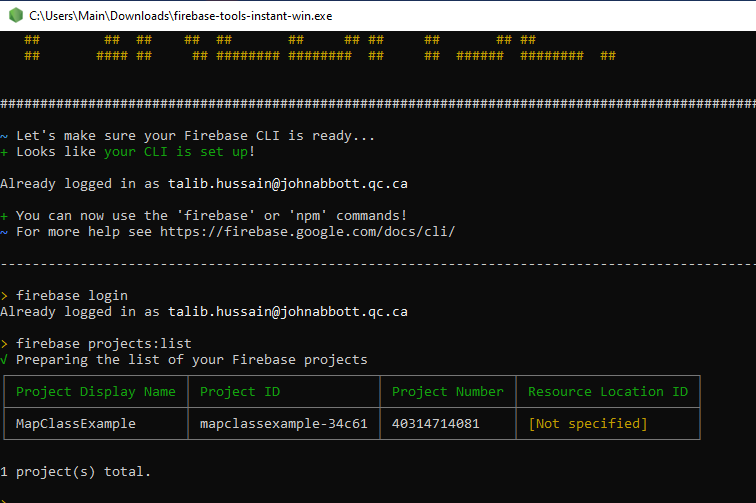 C:\Users\Main\Downloads\firebase-tools-instant-win.exe
## ## ## ## ## ## ## ## ## ## ##
## #### ## ## ######## ######## ## ## ###### ######## ##
###############################################################################################
~ Let's make sure your Firebase CLI is ready...
+ Looks like your CLI is set up!
Already logged in as talib.hussain@johnabbott.qc.ca
+ You can now use the 'firebase' or 'npm' commands!
~ For more help see https://firebase.google.com/docs/cli/
-----------------------------------------------------------------------------------------------
> firebase login
Already logged in as talib.hussain@johnabbott.qc.ca
> firebase projects:list
√ Preparing the list of your Firebase projects
Project Display Name │ Project ID │ Project Number │ Resource Location ID
MapClassExample │ mapclassexample-34c61 │ 40314714081 │ [Not specified]
1 project(s) total.
>